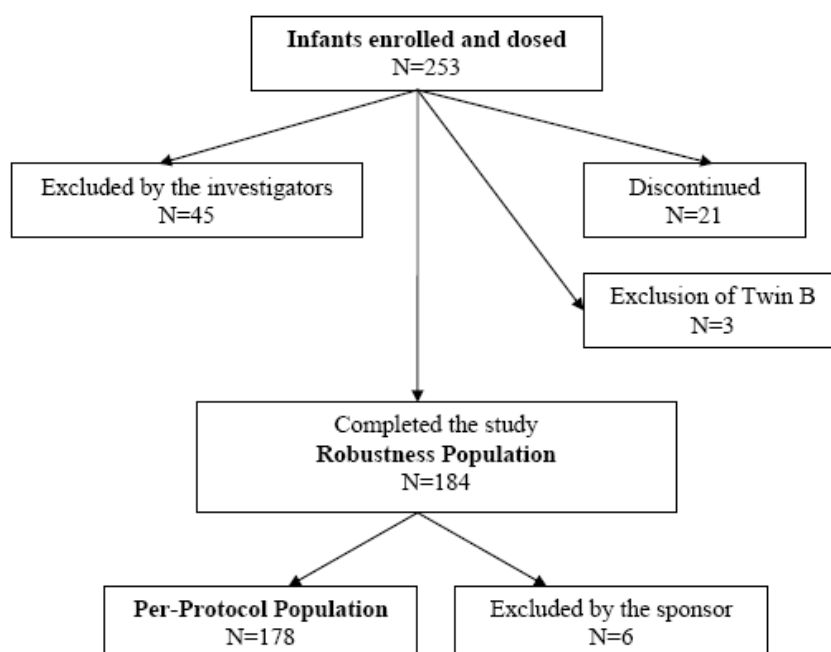 Infants enrolled and dosed
N=253
Excluded by the investigators
N=45
Discontinued
N=21
Exclusion of Twin B
N=3
Completed the study
Robustness Population
N=184
Per-Protocol Population
N=178
Excluded by the sponsor
N=6